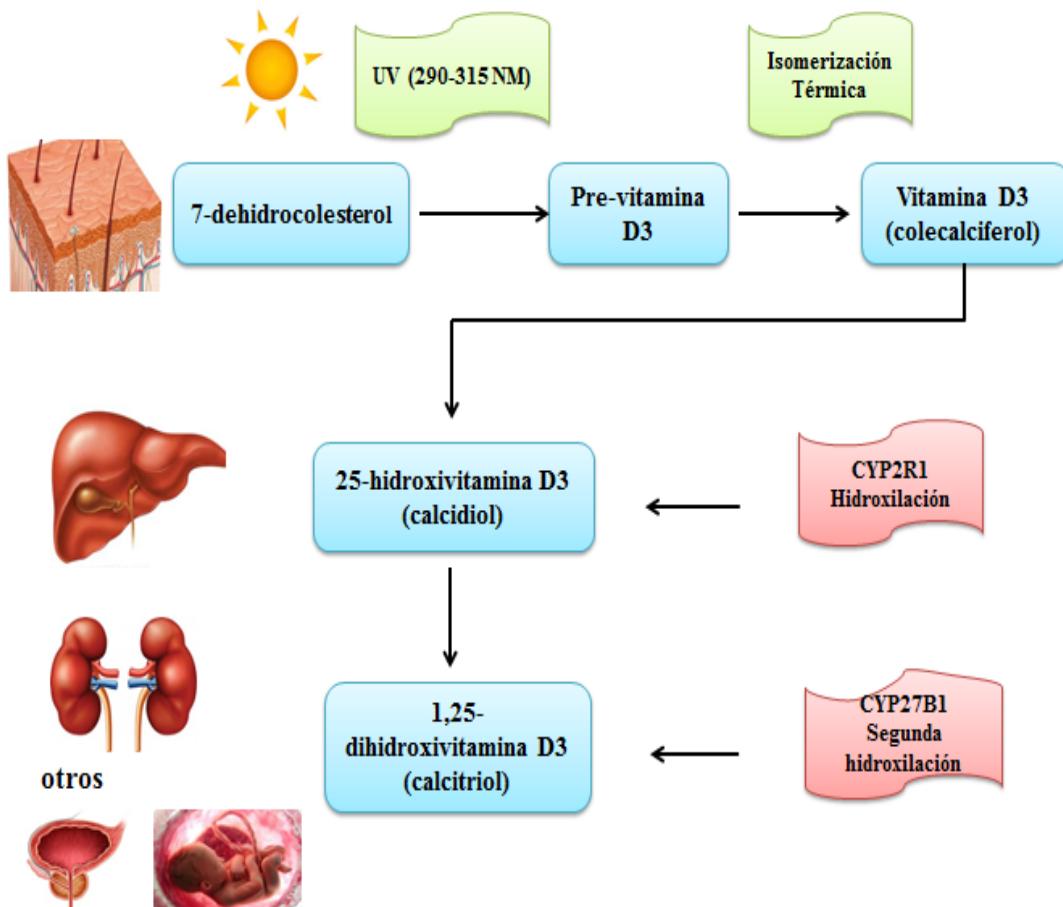 UV (290-315 NM)
Isomerización
Térmica
7-dehidrocolesterol
Pre-vitamina
D3
Vitamina D3
(colecalciferol)
25-hidroxivitamina D3
(calcidiol)
CYP2R1
Hidroxilación
1,25-
dihidroxivitamina D3
(calcitriol)
CYP27B1
Segunda
hidroxilación
otros